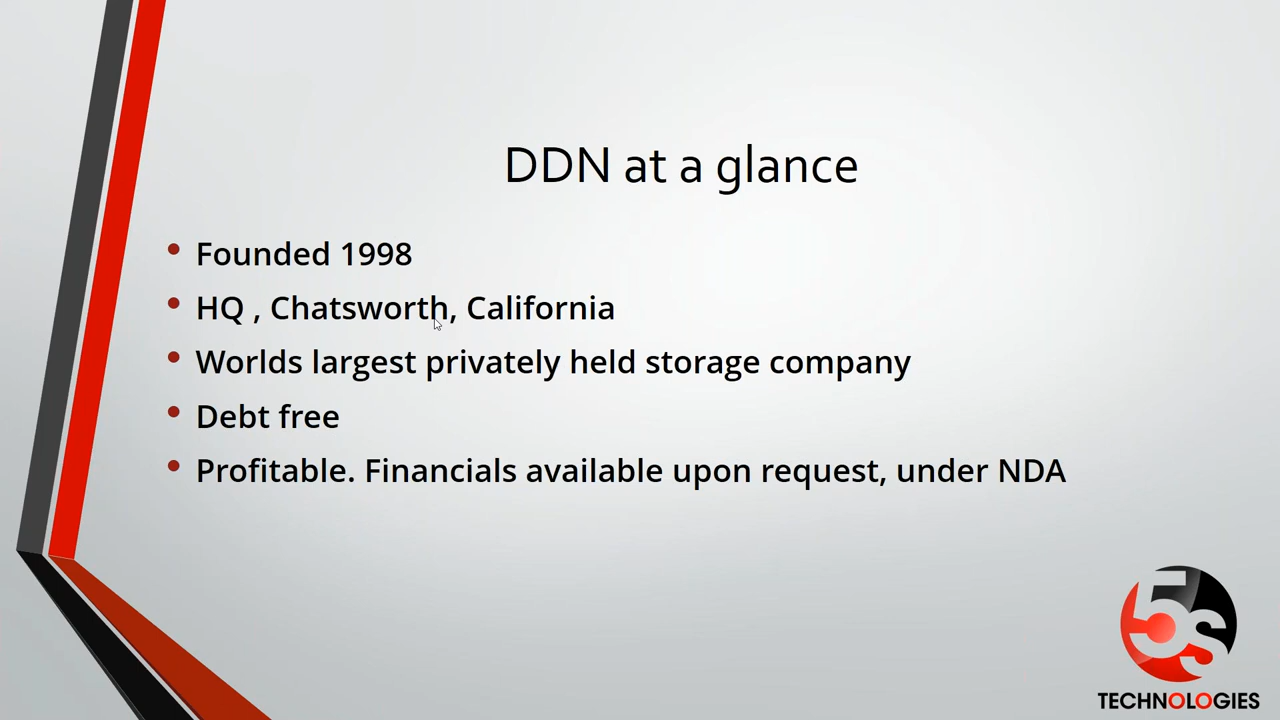 DDN at a glance
Founded 1998
HQ , Chatsworth, California
Worlds largest privately held storage company
Debt free
Profitable. Financials available upon request, under NDA
5S
TECHNOLOGIES